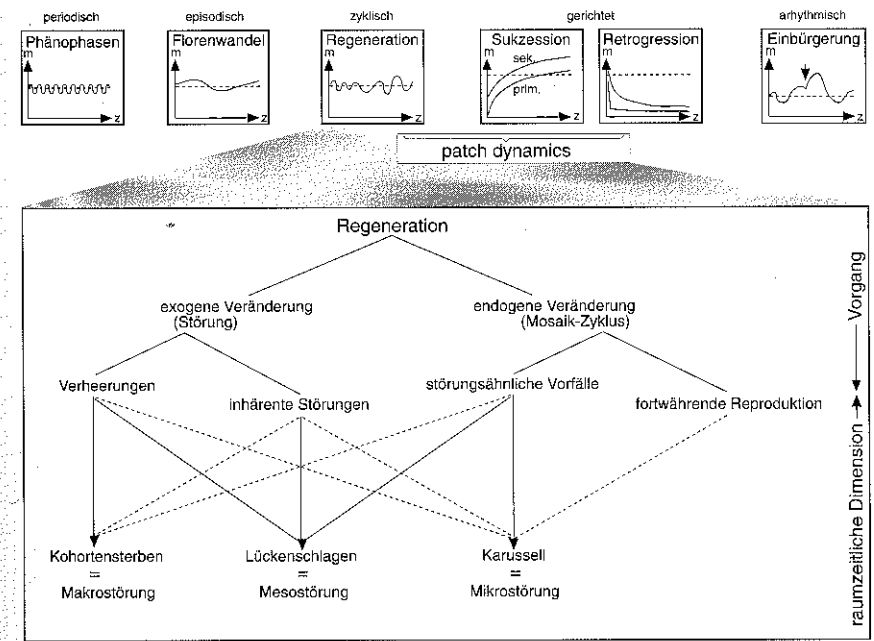 periodisch
episodisch
zyklisch
gerichtet
arhythmisch
Phänophasen
m
z
Florenwandel
m
z
Regeneration
m
z
Sukzession
m
sek.
prim.
z
Retrogression
m
z
Einbürgerung
m
z
patch dynamics
Regeneration
exogene Veränderung
(Störung)
endogene Veränderung
(Mosaik-Zyklus)
Verheerungen
inhärente Störungen
störungsähnliche Vorfälle
fortwährende Reproduktion
Kohortensterben
=
Makrostörung
Lückenschlagen
=
Mesostörung
Karussell
=
Mikrostörung
Vorgang
raumzeitliche Dimension